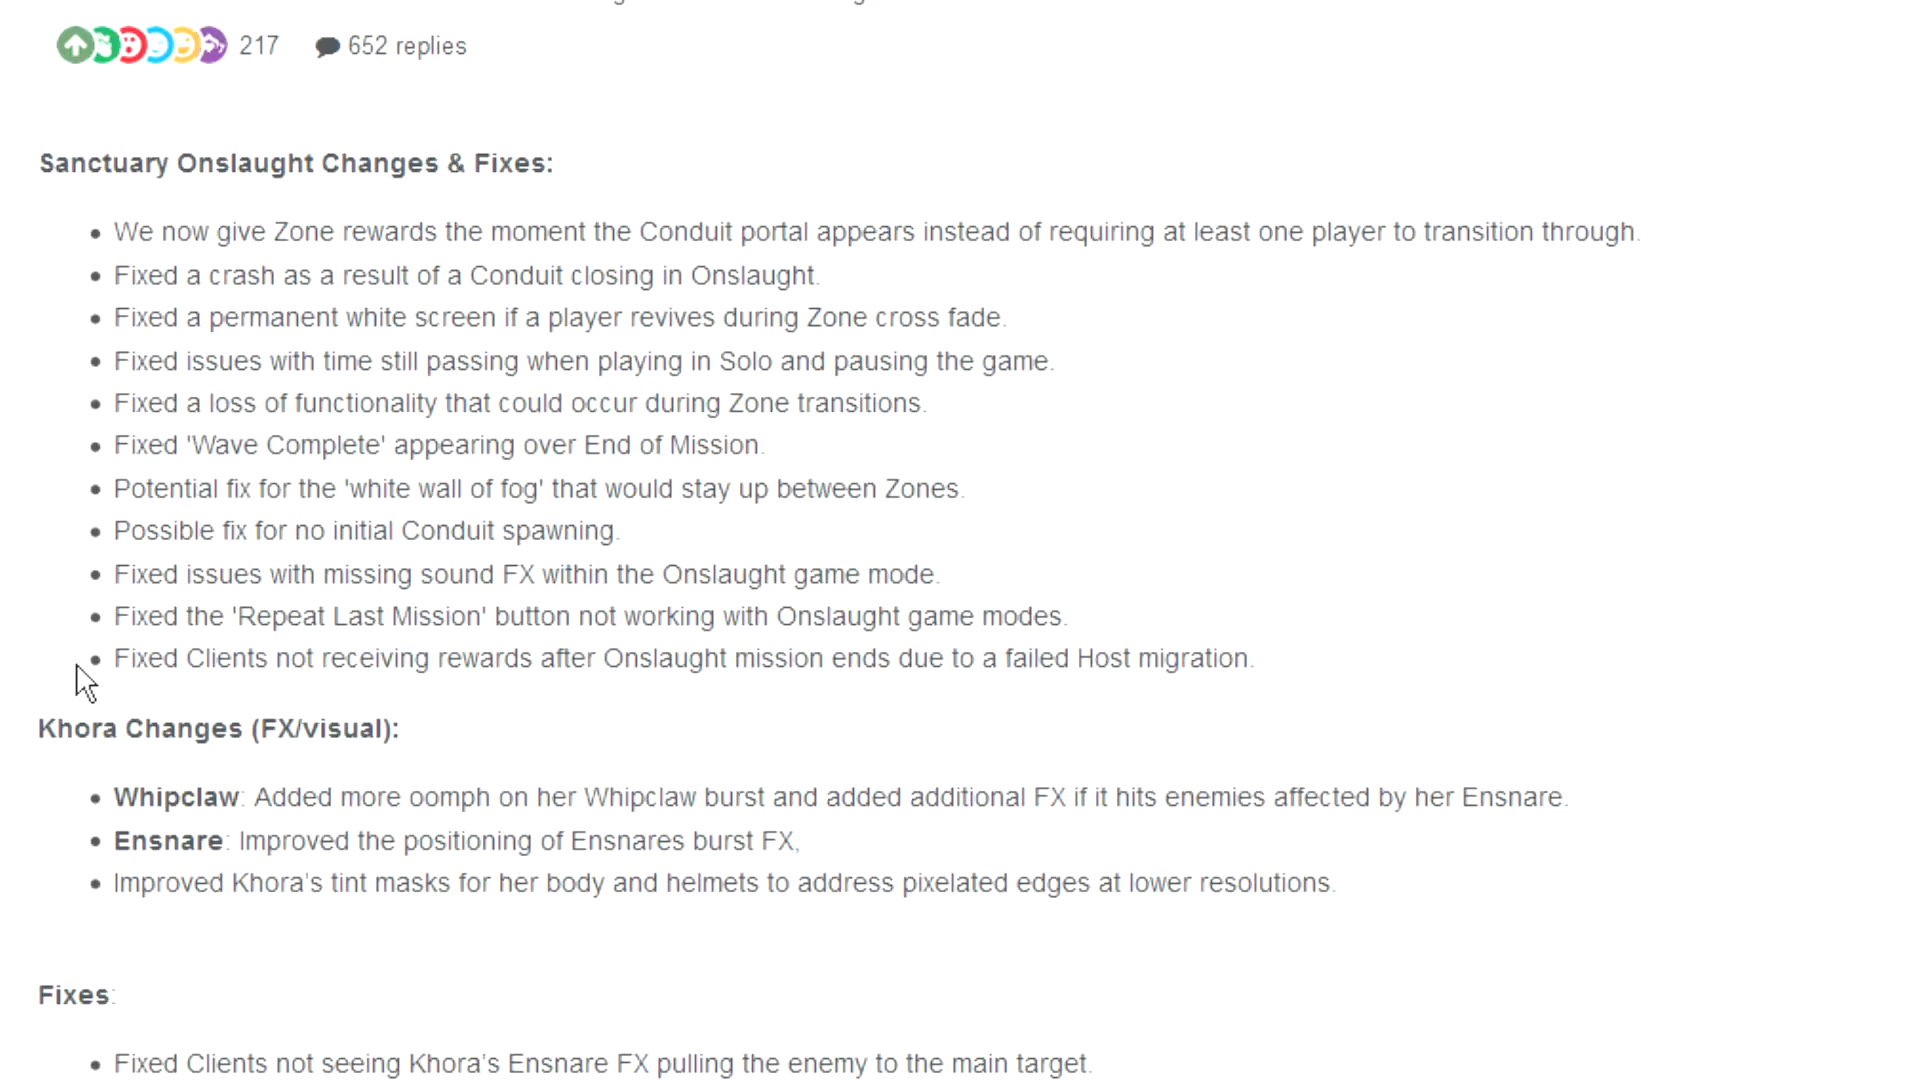 217 652 replies
Sanctuary Onslaught Changes & Fixes:
We now give Zone rewards the moment the Conduit portal appears instead of requiring at least one player to transition through.
Fixed a crash as a result of a Conduit closing in Onslaught.
Fixed a permanent white screen if a player revives during Zone cross fade.
Fixed issues with time still passing when playing in Solo and pausing the game.
Fixed a loss of functionality that could occur during Zone transitions.
Fixed 'Wave Complete' appearing over End of Mission.
Potential fix for the 'white wall of fog' that would stay up between Zones.
Possible fix for no initial Conduit spawning.
Fixed issues with missing sound FX within the Onslaught game mode.
Fixed the 'Repeat Last Mission' button not working with Onslaught game modes.
Fixed Clients not receiving rewards after Onslaught mission ends due to a failed Host migration.
Khora Changes (FX/visual):
Whipclaw: Added more oomph on her Whipclaw burst and added additional FX if it hits enemies affected by her Ensnare.
Ensnare: Improved the positioning of Ensnares burst FX,
Improved Khora's tint masks for her body and helmets to address pixelated edges at lower resolutions.
Fixes:
Fixed Clients not seeing Khora's Ensnare FX pulling the enemy to the main target.